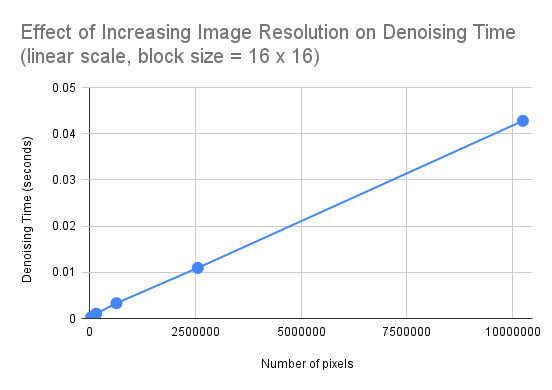 Effect of Increasing Image Resolution on Denoising Time
(linear scale, block size = 16 x 16)
0.05
0.04
0.03
0.02
0.01
0
Denoising Time (seconds)
0 2500000 5000000 7500000 10000000
Number of pixels